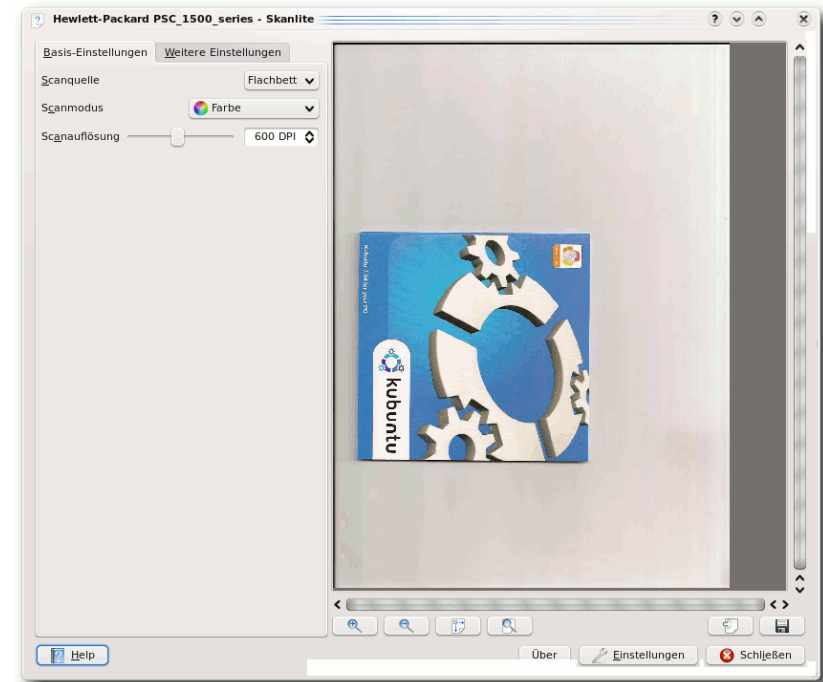 Hewlett-Packard PSC_1500_series - Skanlite
Basis-Einstellungen Weitere Einstellungen
Scanquelle Flachbett
Scanmodus Farbe
Scanauflösung 600 DPI
kubuntu
Help Über Einstellungen Schließen